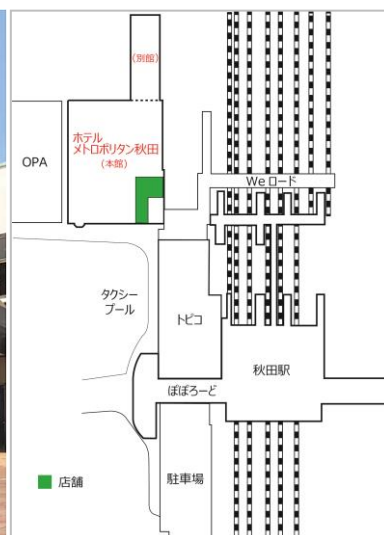 (別館)
ホテル
メトロポリタン秋田
(本館)
OPA
Weロード
タクシー
プール
トピコ
秋田駅
ぽぽろーど
店舗
駐車場